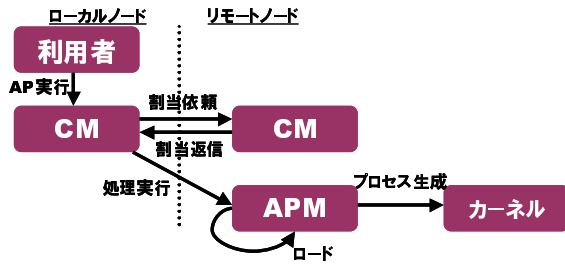 ローカルノード
リモートノード
利用者
AP実行
割当依頼
CM
CM
割当返信
処理実行
プロセス生成
APM
カーネル
ロード